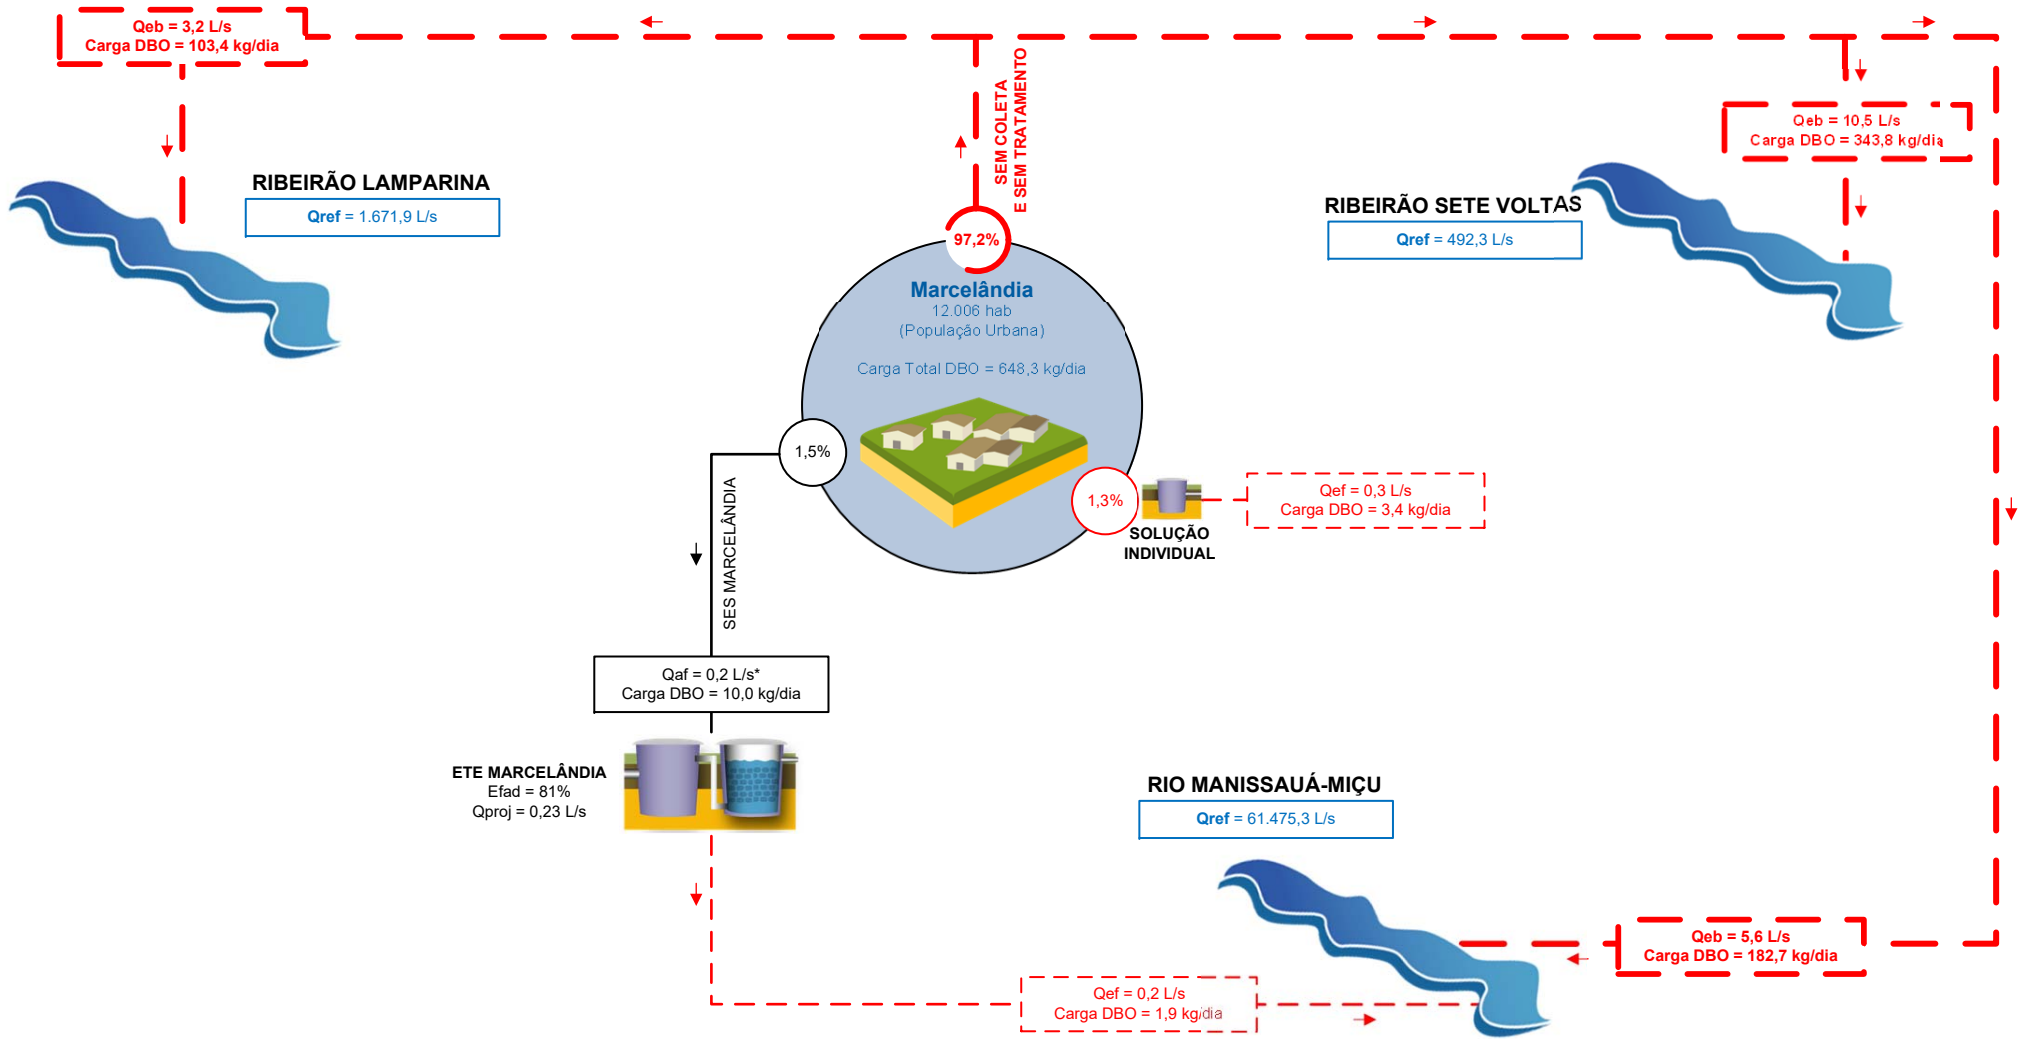 Qeb = 3,2 L/s
Carga DBO = 103,4 kg/dia
SEM COLETA
E SEM TRATAMENTO
Qeb = 10,5 L/s
Carga DBO = 343,8 kg/dia
RIBEIRÃO LAMPARINA
Qref = 1.671,9 L/s
RIBEIRÃO SETE VOLTAS
Qref = 492,3 L/s
97,2%
Marcelândia
12.006 hab
(População Urbana)
Carga Total DBO = 648,3 kg/dia
1,5%
1,3%
SOLUÇÃO
INDIVIDUAL
Qef = 0,3 L/s
Carga DBO = 3,4 kg/dia
SES MARCELÂNDIA
Qaf = 0,2 L/s*
Carga DBO = 10,0 kg/dia
ETE MARCELÂNDIA
Efad = 81%
Qproj = 0,23 L/s
RIO MANISSAUÁ-MIÇU
Qref = 61.475,3 L/s
Qeb = 5,6 L/s
Carga DBO = 182,7 kg/dia
Qef = 0,2 L/s
Carga DBO = 1,9 kg/dia